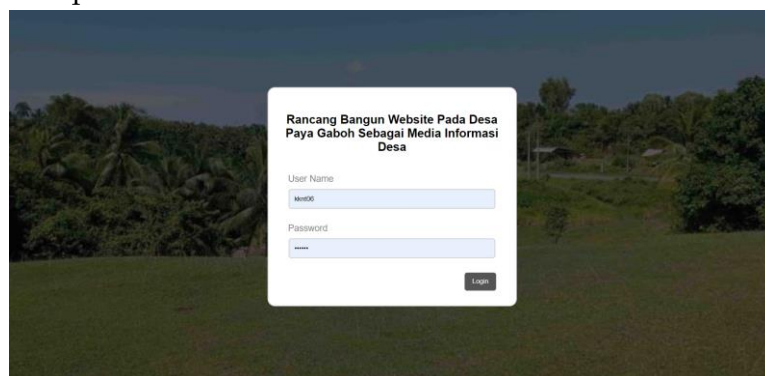 Rancang Bangun Website Pada Desa
Paya Gaboh Sebagai Media Informasi
Desa
User Name
Password
••••••
Login